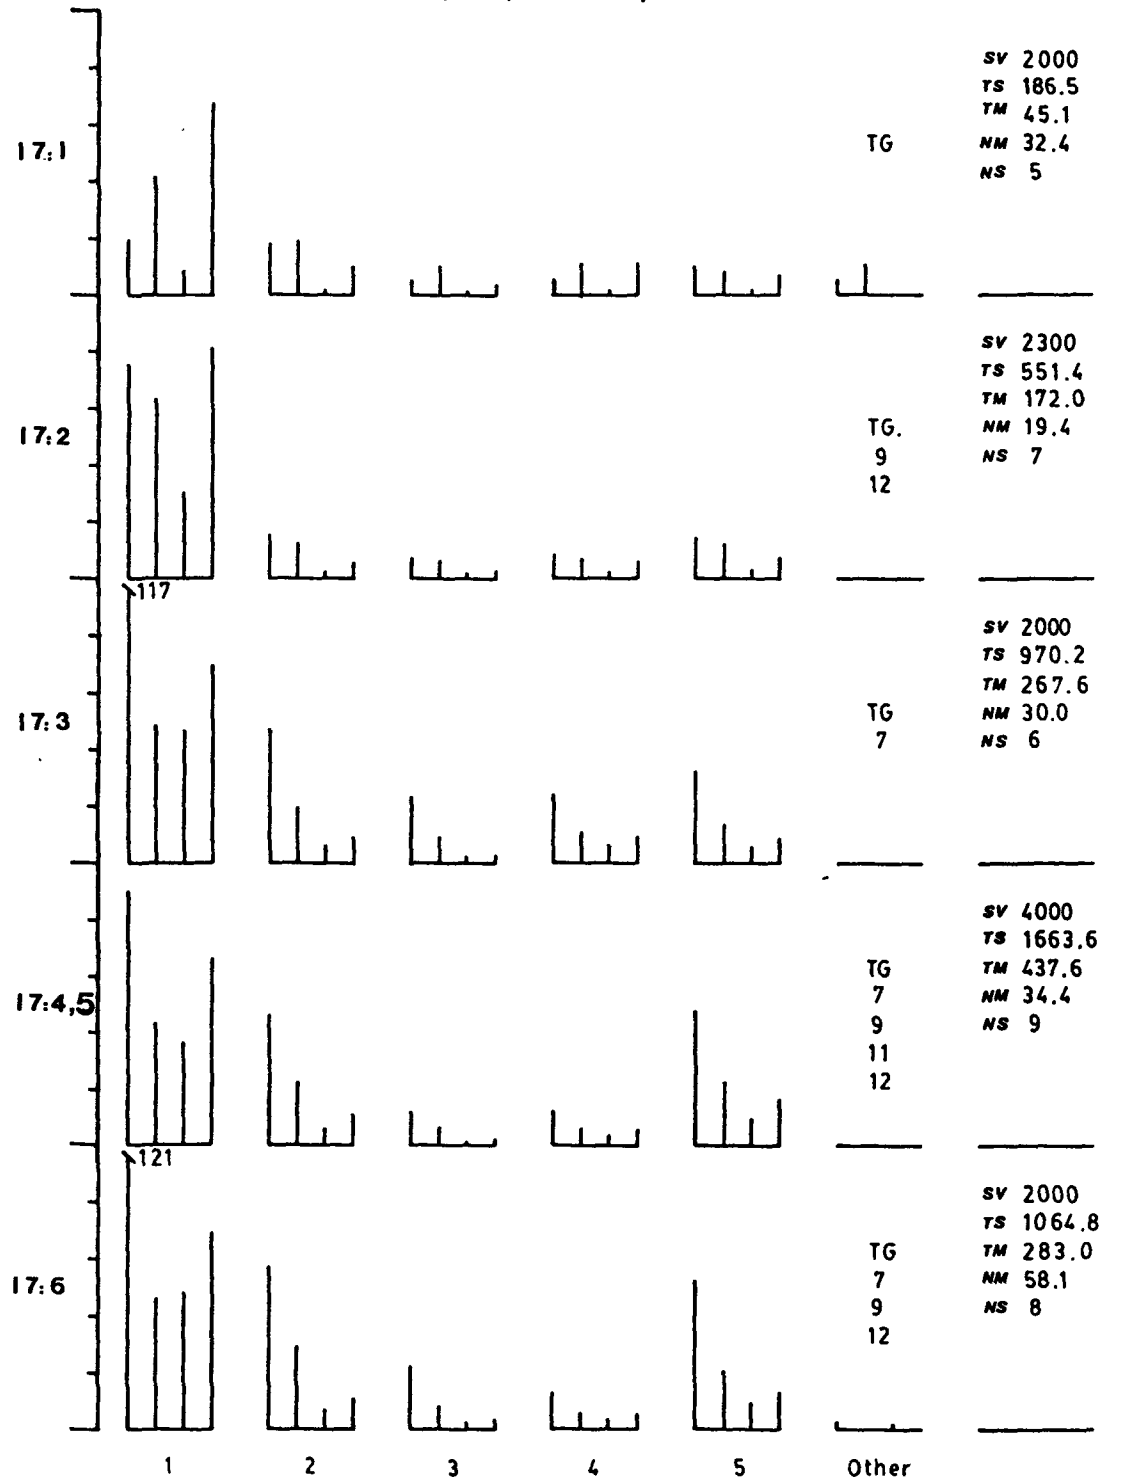 17:1
TG
SV 2000
TS 186.5
TM 45.1
NM 32.4
NS 5
17:2
TG.
9
12
SV 2300
TS 551.4
TM 172.0
NM 19.4
NS 7
117
17:3
TG
7
SV 2000
TS 970.2
TM 267.6
NM 30.0
NS 6
17:4,5
TG
7
9
11
12
SV 4000
TS 1663.6
TM 437.6
NM 34.4
NS 9
121
17:6
TG
7
9
12
SV 2000
TS 1064.8
TM 283.0
NM 58.1
NS 8
1 2 3 4 5 Other